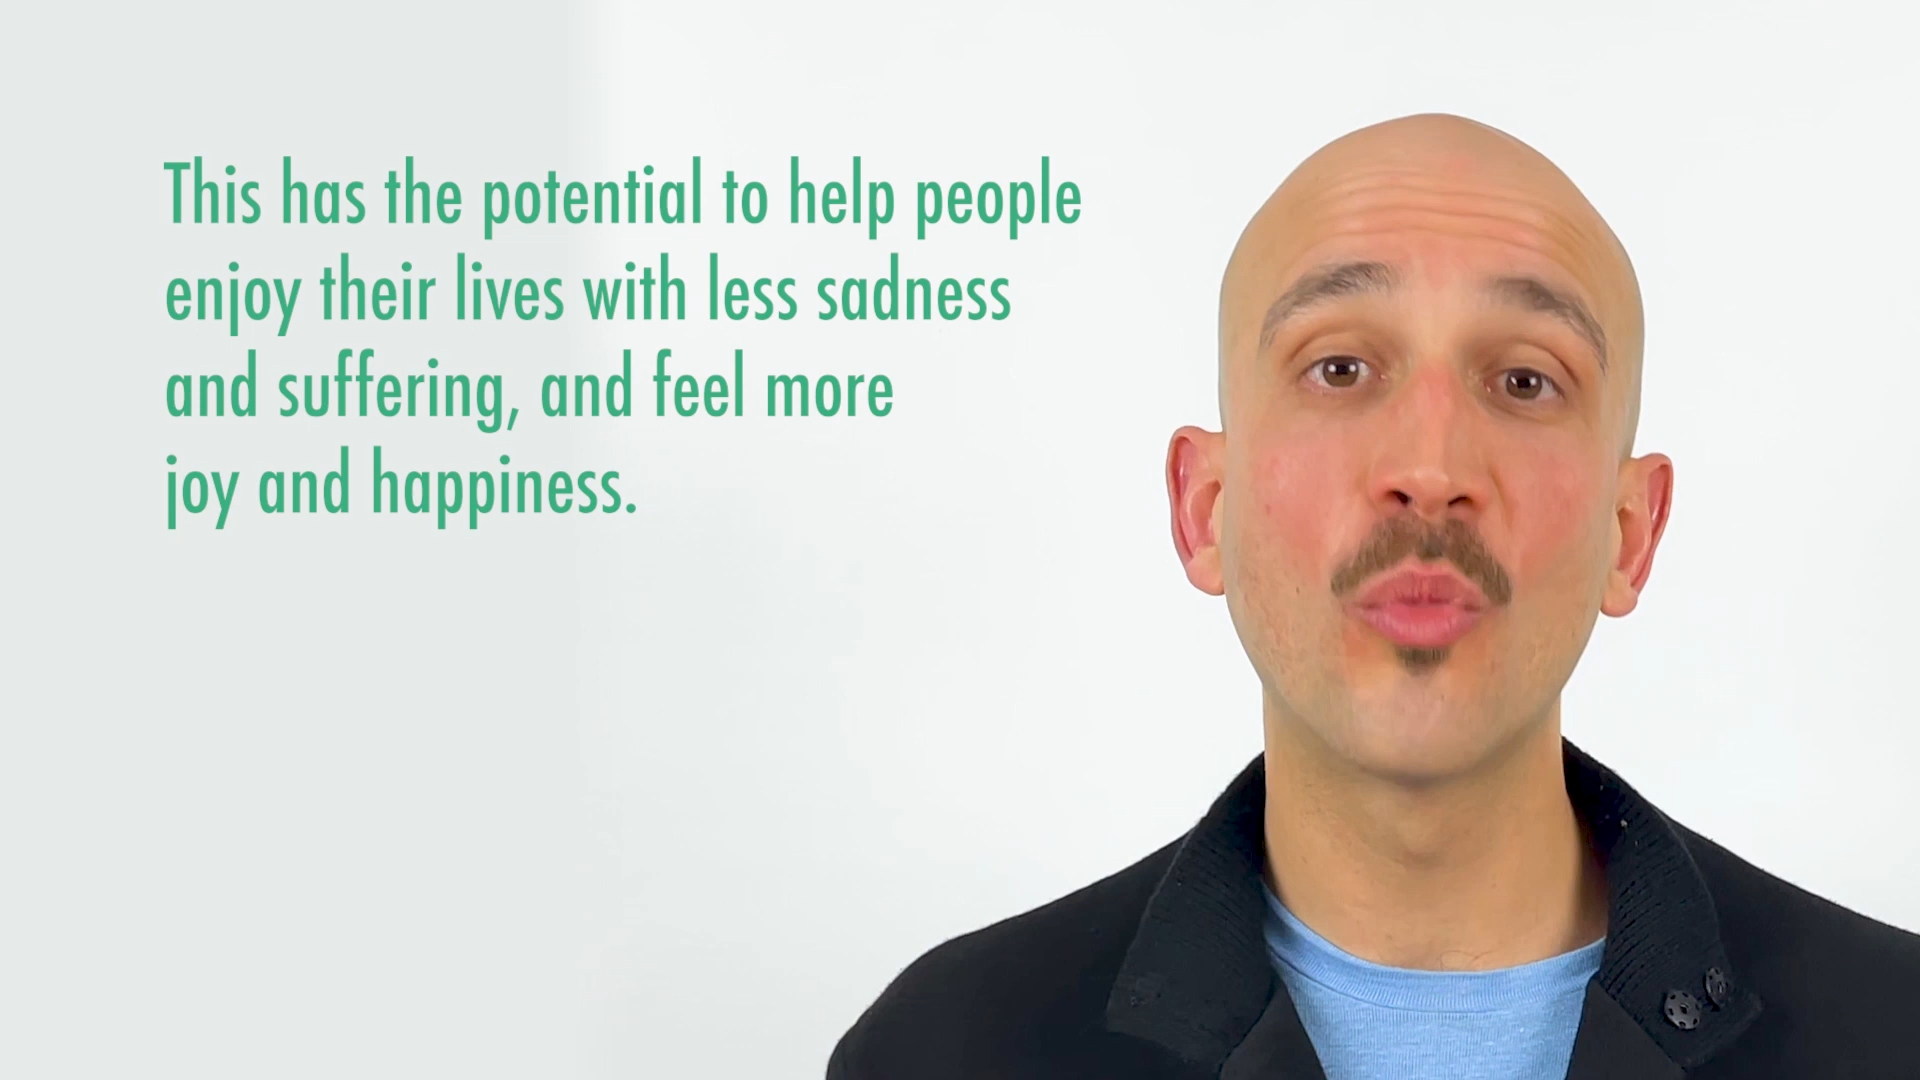 This has the potential to help people
enjoy their lives with less sadness
and suffering, and feel more
joy and happiness.